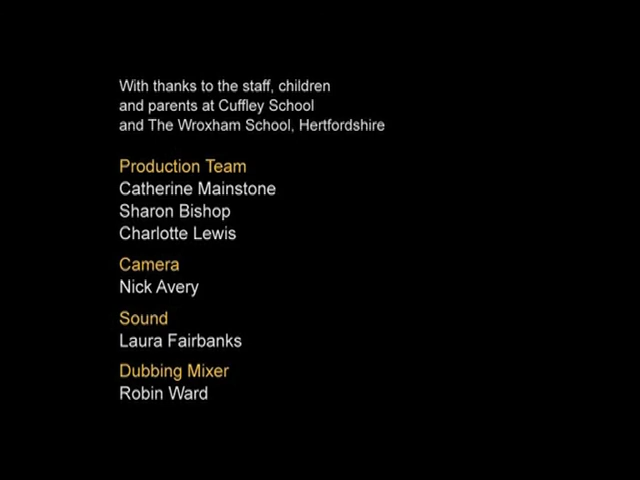 With thanks to the staff, children
and parents at Cuffley School
and The Wroxham School, Hertfordshire
Production Team
Catherine Mainstone
Sharon Bishop
Charlotte Lewis
Camera
Nick Avery
Sound
Laura Fairbanks
Dubbing Mixer
Robin Ward